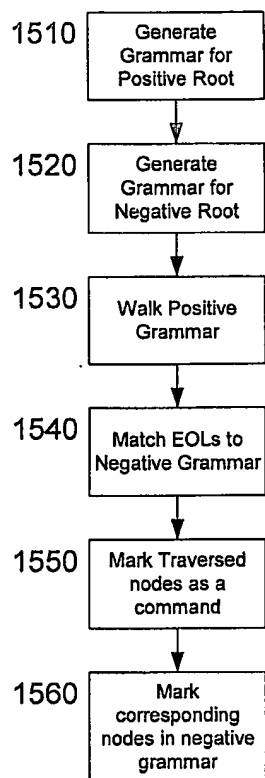 1510
Generate
Grammar for
Positive Root
1520
Generate
Grammar for
Negative Root
1530
Walk Positive
Grammar
1540
Match EOLs to
Negative Grammar
1550
Mark Traversed
nodes as a
command
1560
Mark
corresponding
nodes in negative
grammar